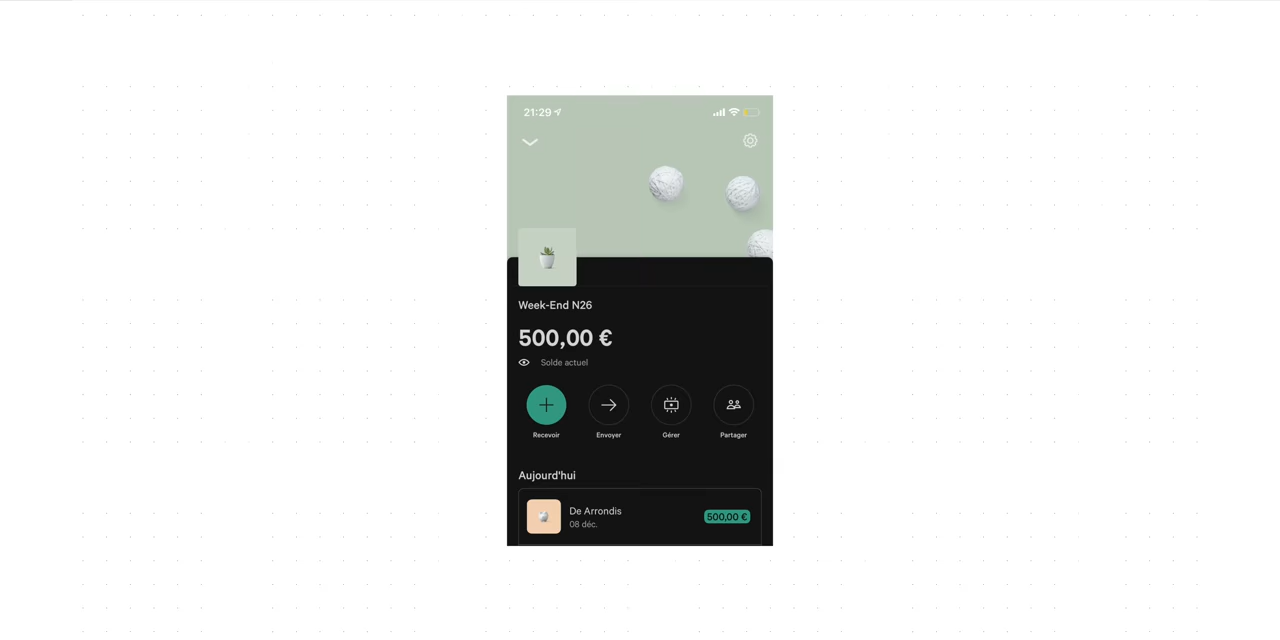 21:29
Week-End N26
500,00 €
Solde actuel
Recevoir
Envoyer
Gérer
Partager
Aujourd'hui
De Arrondis
500,00 €
08 déc.